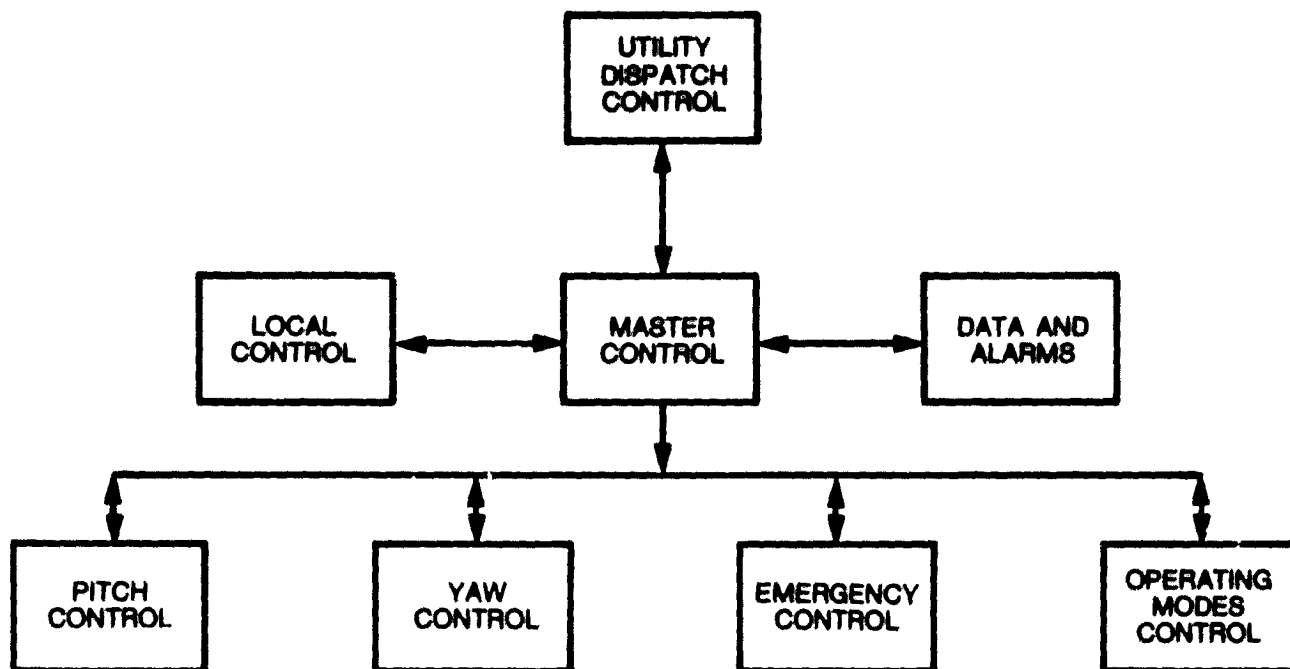 UTILITY
DISPATCH
CONTROL
LOCAL
CONTROL
MASTER
CONTROL
DATA AND
ALARMS
PITCH
CONTROL
YAW
CONTROL
EMERGENCY
CONTROL
OPERATING
MODES
CONTROL